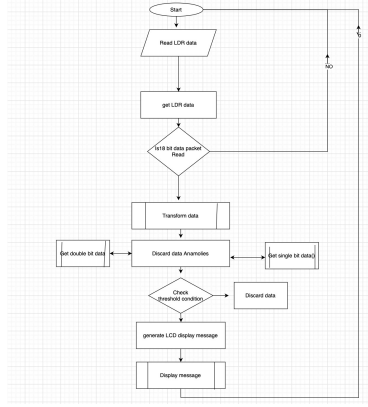 Start
Read LDR data
get LDR data
NO
Is18 bit data packet
Read
Transform data
Get double bit data
Discard data Anamolies
Get single bit data()
Check
threshold condition
Discard data
generate LCD display message
Display message